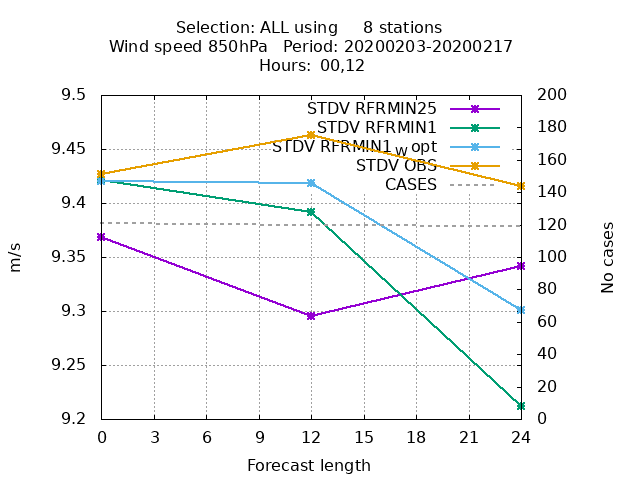 Selection: ALL using 8 stations
Wind speed 850hPa Period: 20200203-20200217
Hours: 00,12
9.5
9.45
9.4
9.35
9.3
9.25
9.2
m/s
STDV RFRMIN25
STDV RFRMIN1
STDV RFRMIN1_wopt
STDV OBS
CASES
200
180
160
140
120
100
80
60
40
20
0
No cases
0 3 6 9 12 15 18 21 24
Forecast length